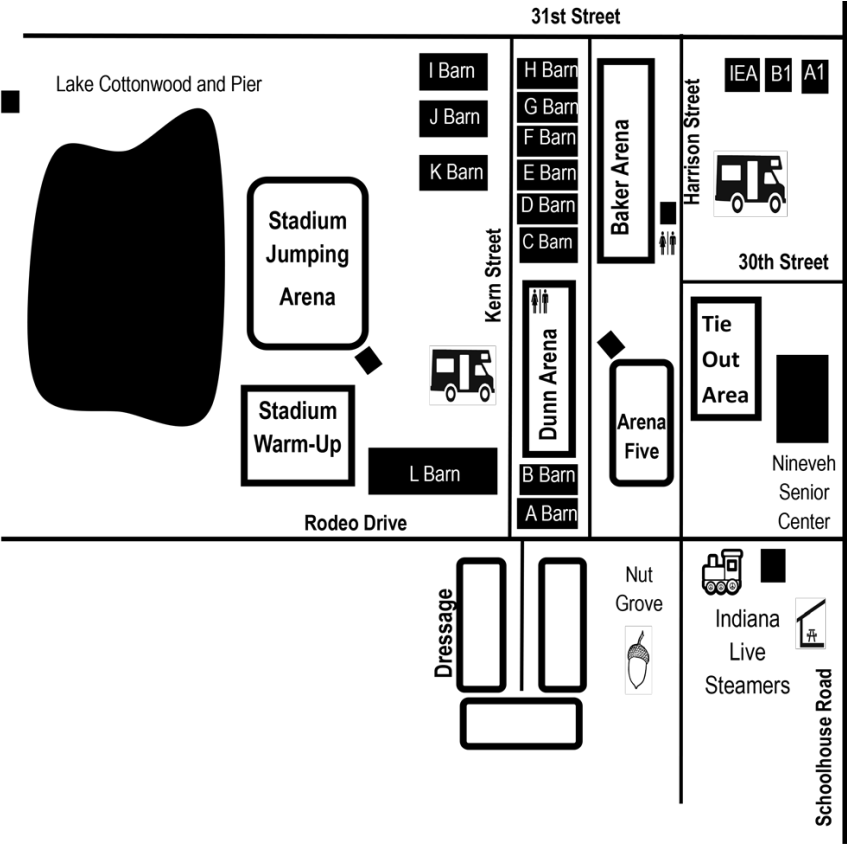 31st Street
Lake Cottonwood and Pier
I Barn
J Barn
K Barn
H Barn
G Barn
F Barn
E Barn
D Barn
C Barn
Baker Arena
Harrison Street
IEA
B1
A1
30th Street
Stadium
Jumping
Arena
Kern Street
Dunn Arena
Tie
Out
Area
Stadium
Warm-Up
Arena
Five
L Barn
B Barn
A Barn
Nineveh
Senior
Center
Rodeo Drive
Dressage
Nut
Grove
Indiana
Live
Steamers
Schoolhouse Road